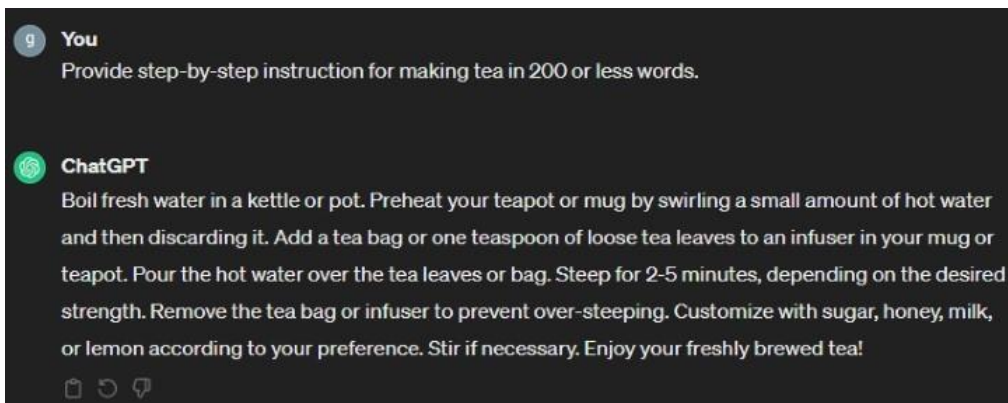 g
You
Provide step-by-step instruction for making tea in 200 or less words.
ChatGPT
Boil fresh water in a kettle or pot. Preheat your teapot or mug by swirling a small amount of hot water
and then discarding it. Add a tea bag or one teaspoon of loose tea leaves to an infuser in your mug or
teapot. Pour the hot water over the tea leaves or bag. Steep for 2-5 minutes, depending on the desired
strength. Remove the tea bag or infuser to prevent over-steeping. Customize with sugar, honey, milk,
or lemon according to your preference. Stir if necessary. Enjoy your freshly brewed tea!